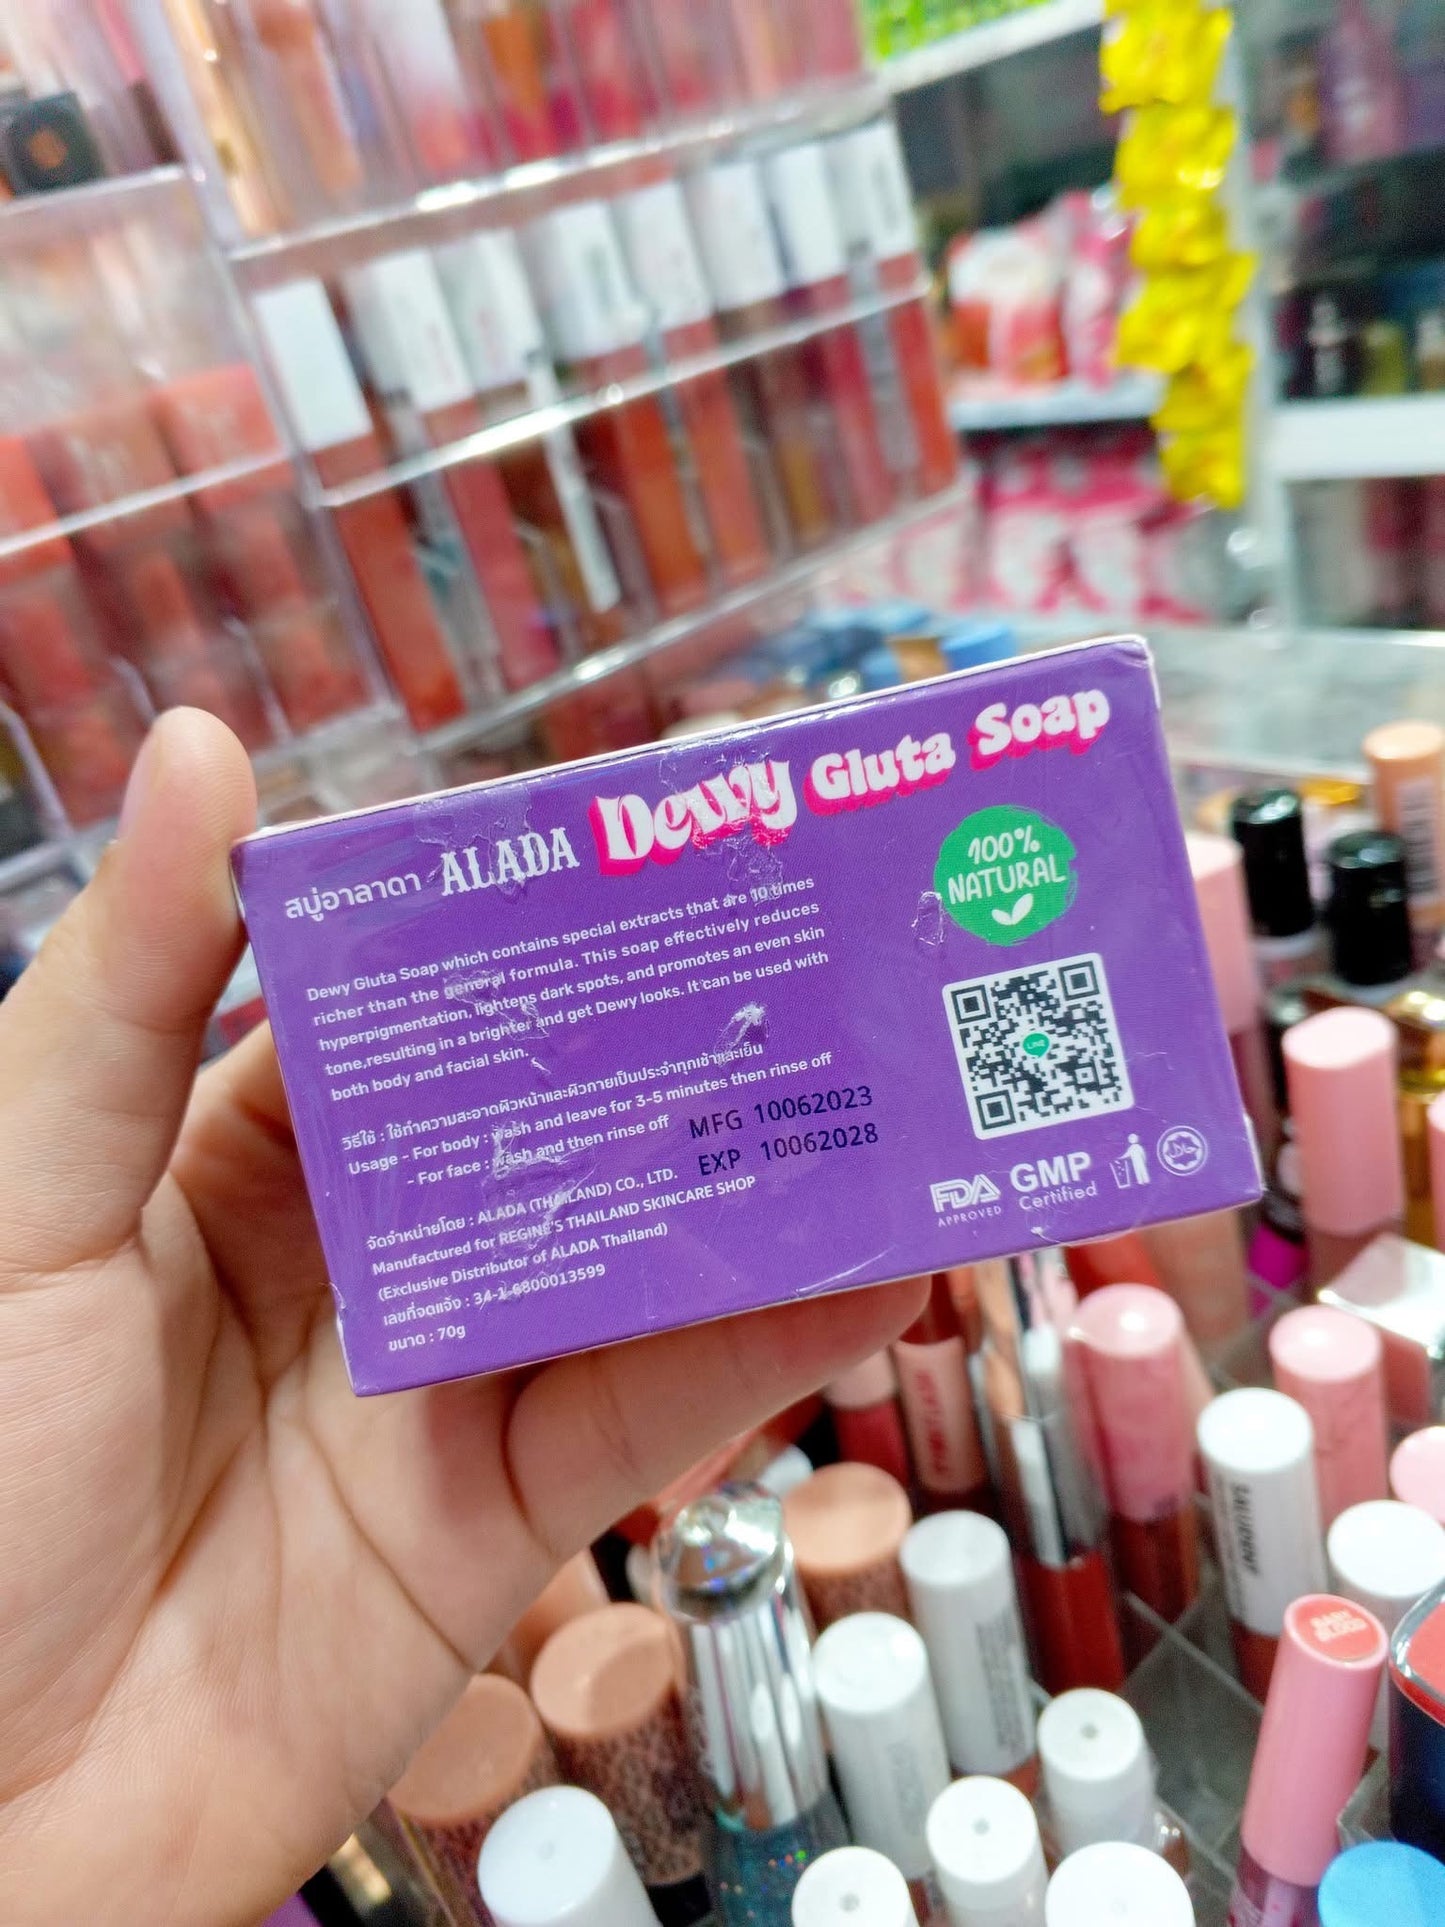 สบู่อาลาดา ALADA Dewy Gluta Soap
Dewy Gluta Soap which contains special extracts that are 10 times
richer than the general formula. This soap effectively reduces
hyperpigmentation, lightens dark spots, and promotes an even skin
tone,resulting in a brighter and get Dewy looks. It can be used with
both body and facial skin.
วิธีใช้ : ใช้ทำความสะอาดผิวหน้าและผิวกายเป็นประจำทุกเช้าและเย็น
Usage - For body : wash and leave for 3-5 minutes then rinse off
- For face : wash and then rinse off
MFG 10062023
EXP 10062028
จัดจำหน่ายโดย : ALADA (THAILAND) CO., LTD.
Manufactured for REGINE'S THAILAND SKINCARE SHOP
(Exclusive Distributor of ALADA Thailand)
เลขที่จดแจ้ง : 34-1-6800013599
ขนาด : 70g
100%
NATURAL
LINE
FDA
APPROVED
GMP
Certified
BABY
BLOOD